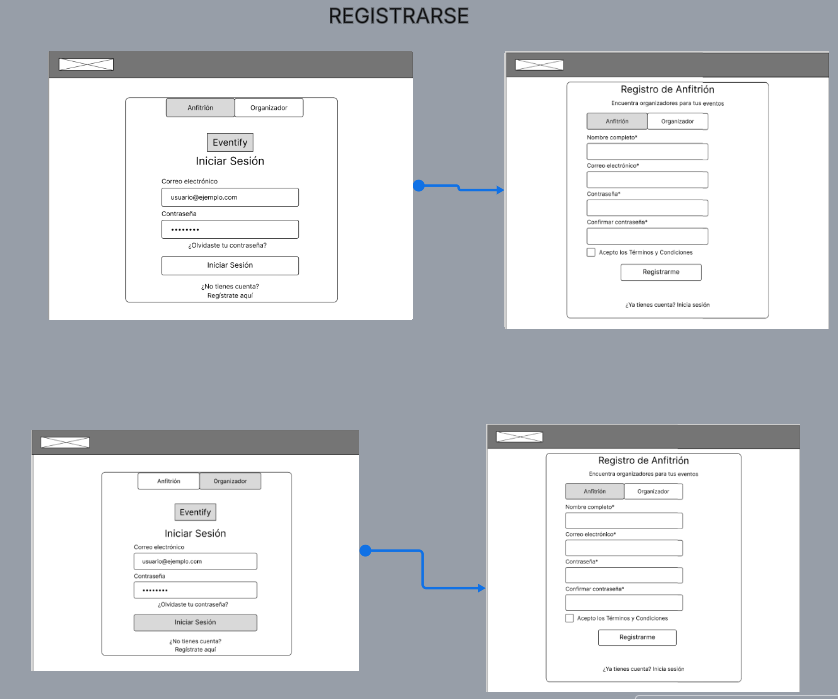 REGISTRARSE
Anfitrión Organizador
Eventify
Iniciar Sesión
Correo electrónico
usuario@ejemplo.com
Contraseña
••••••••
¿Olvidaste tu contraseña?
Iniciar Sesión
¿No tienes cuenta?
Regístrate aquí
Registro de Anfitrión
Encuentra organizadores para tus eventos
Anfitrión Organizador
Nombre completo*
Correo electrónico*
Contraseña*
Confirmar contraseña*
Acepto los Términos y Condiciones
Registrarme
¿Ya tienes cuenta? Inicia sesión
Anfitrión Organizador
Eventify
Iniciar Sesión
Correo electrónico
usuario@ejemplo.com
Contraseña
••••••••
¿Olvidaste tu contraseña?
Iniciar Sesión
¿No tienes cuenta?
Regístrate aquí
Registro de Anfitrión
Encuentra organizadores para tus eventos
Anfitrión Organizador
Nombre completo*
Correo electrónico*
Contraseña*
Confirmar contraseña*
Acepto los Términos y Condiciones
Registrarme
¿Ya tienes cuenta? Inicia sesión